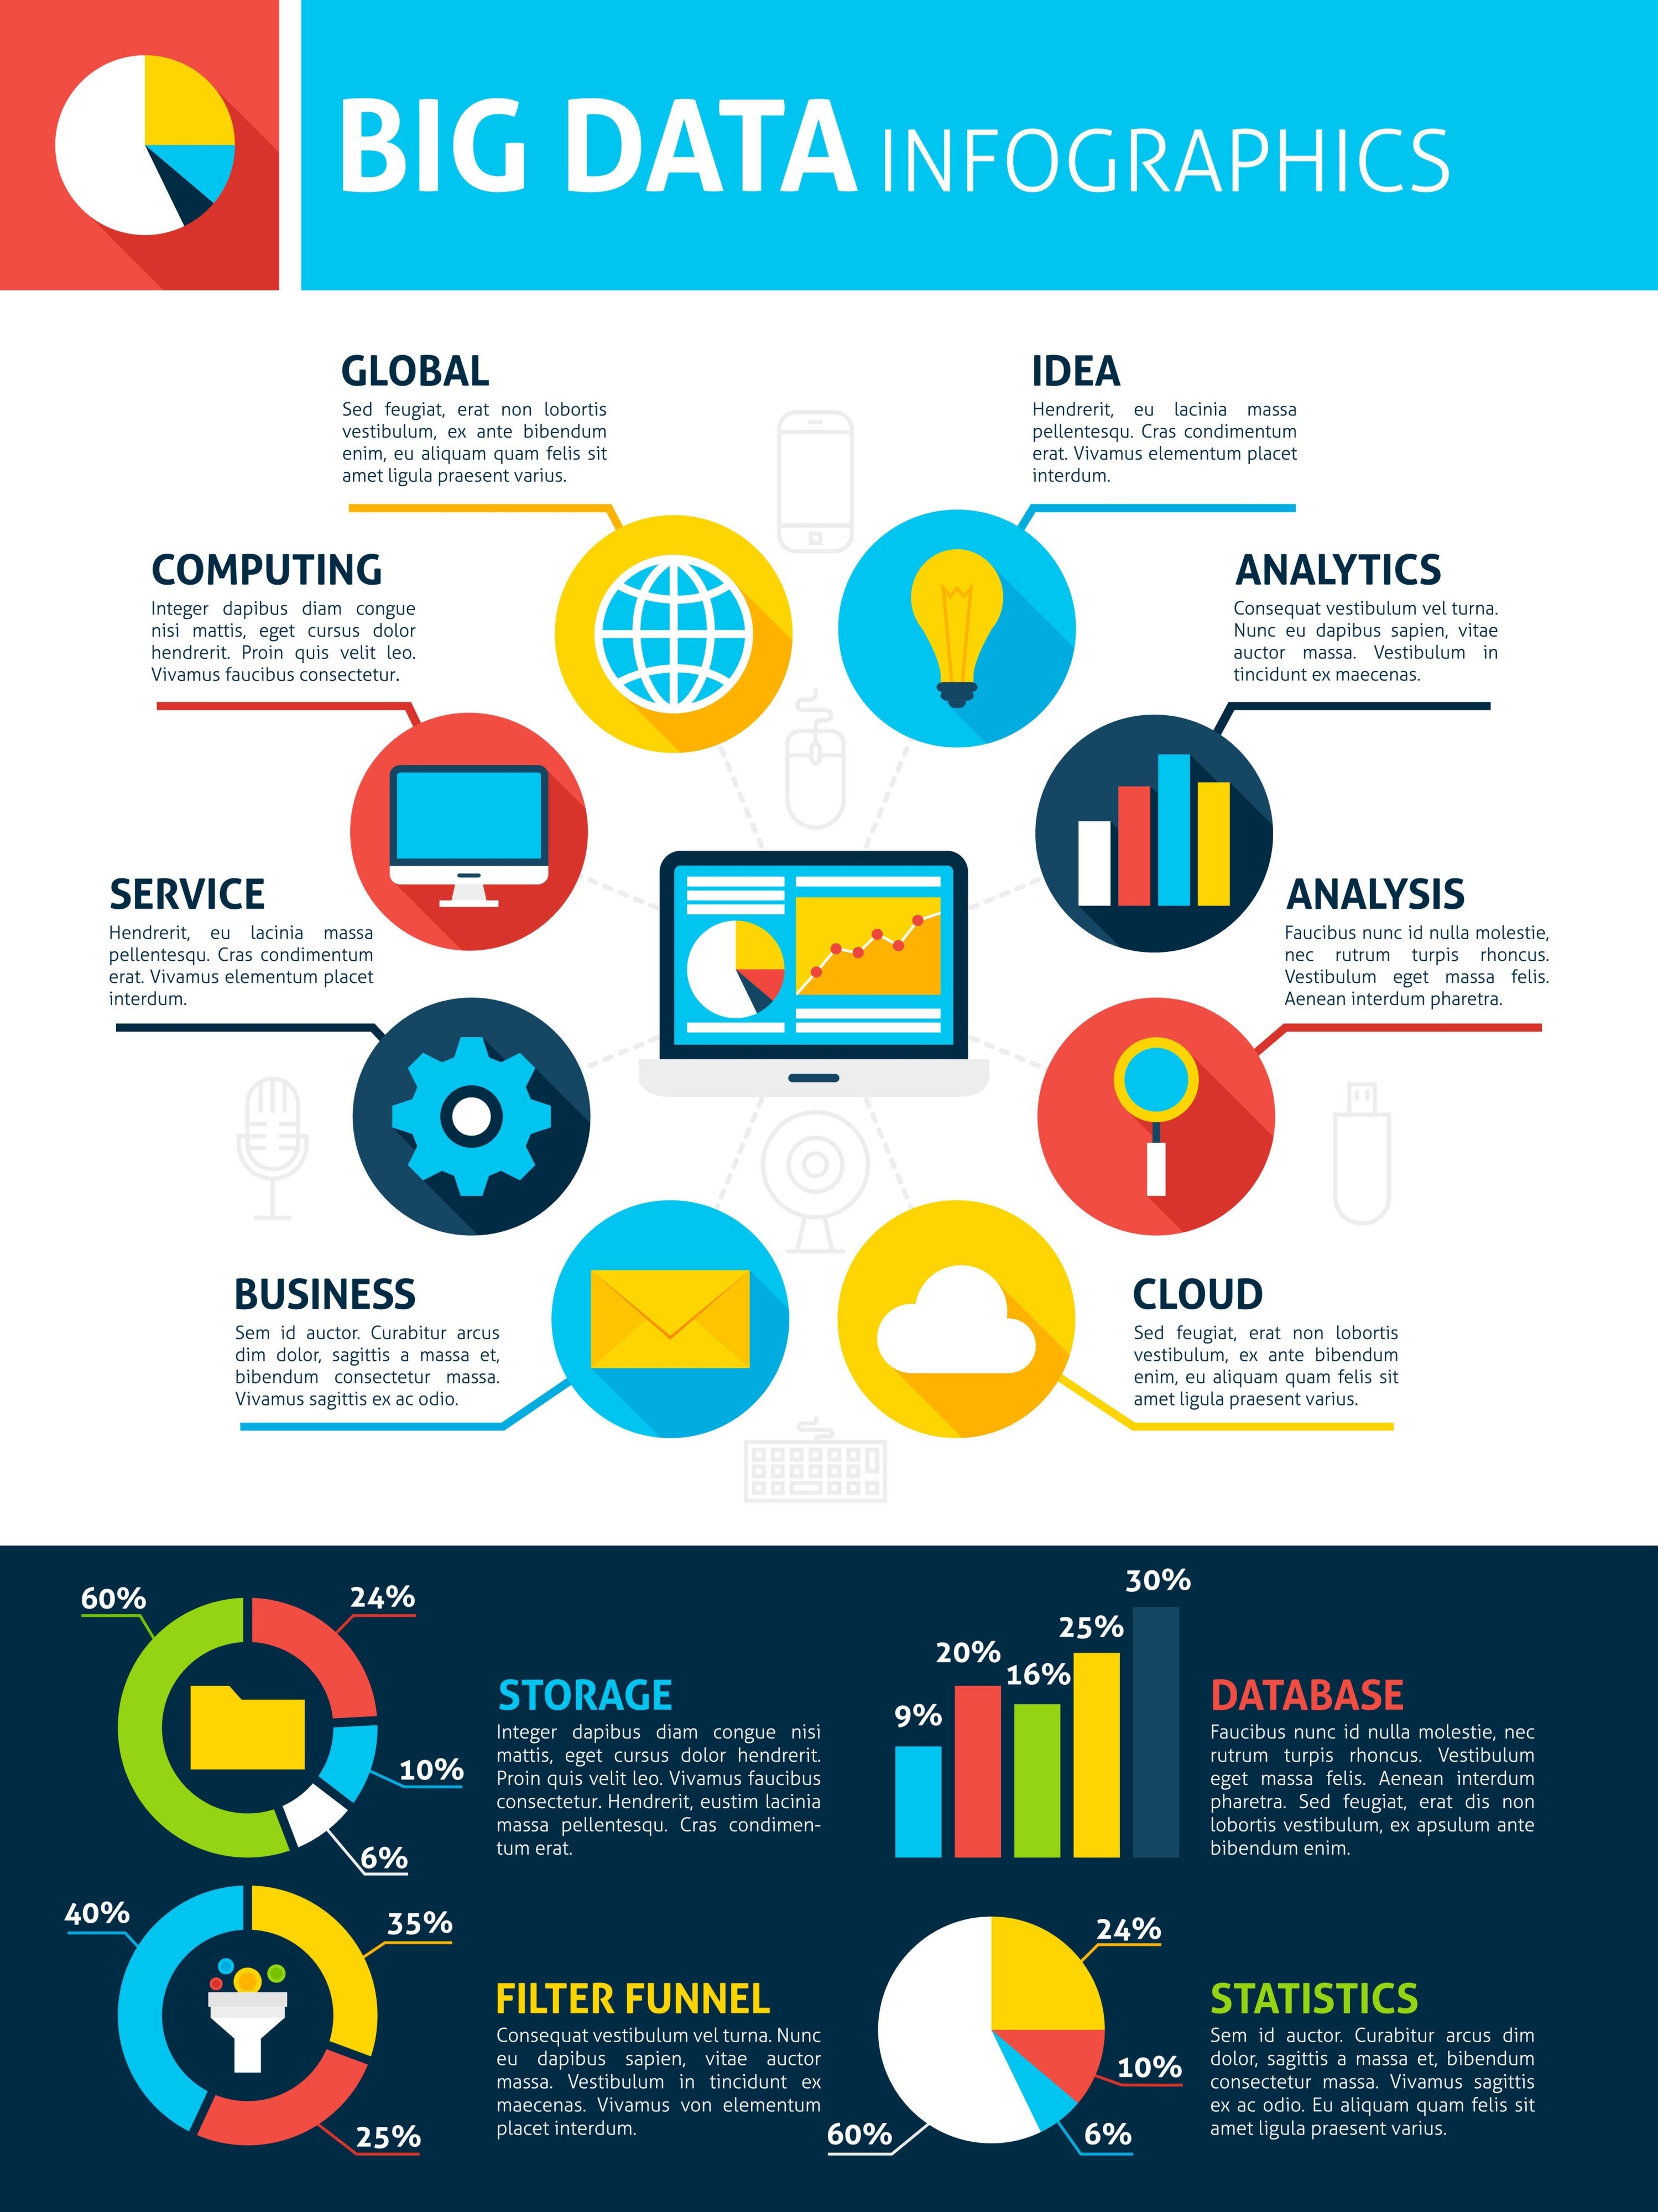 BIG DATA INFOGRAPHICS
GLOBAL
Sed feugiat, erat non lobortis
vestibulum, ex ante bibendum
enim, eu aliquam quam felis sit
amet ligula praesent varius.
IDEA
Hendrerit, eu lacinia massa
pellentesqu. Cras condimentum
erat. Vivamus elementum placet
interdum.
COMPUTING
Integer dapibus diam congue
nisi mattis, eget cursus dolor
hendrerit. Proin quis velit leo.
Vivamus faucibus consectetur.
ANALYTICS
Consequat vestibulum vel turna.
Nunc eu dapibus sapien, vitae
auctor massa. Vestibulum in
tincidunt ex maecenas.
SERVICE
Hendrerit, eu lacinia massa
pellentesqu. Cras condimentum
erat. Vivamus elementum placet
interdum.
ANALYSIS
Faucibus nunc id nulla molestie,
nec rutrum turpis rhoncus.
Vestibulum eget massa felis.
Aenean interdum pharetra.
BUSINESS
Sem id auctor. Curabitur arcus
dim dolor, sagittis a massa et,
bibendum consectetur massa.
Vivamus sagittis ex ac odio.
CLOUD
Sed feugiat, erat non lobortis
vestibulum, ex ante bibendum
enim, eu aliquam quam felis sit
amet ligula praesent varius.
60%
24%
10%
6%
STORAGE
Integer dapibus diam congue nisi
mattis, eget cursus dolor hendrerit.
Proin quis velit leo. Vivamus faucibus
consectetur. Hendrerit, eustim lacinia
massa pellentesqu. Cras condimen-
tum erat.
9%
20%
16%
25%
30%
DATABASE
Faucibus nunc id nulla molestie, nec
rutrum turpis rhoncus. Vestibulum
eget massa felis. Aenean interdum
pharetra. Sed feugiat, erat dis non
lobortis vestibulum, ex apsulum ante
bibendum enim.
40%
35%
25%
FILTER FUNNEL
Consequat vestibulum vel turna. Nunc
eu dapibus sapien, vitae auctor
massa. Vestibulum in tincidunt ex
maecenas. Vivamus von elementum
placet interdum.
24%
10%
6%
60%
STATISTICS
Sem id auctor. Curabitur arcus dim
dolor, sagittis a massa et, bibendum
consectetur massa. Vivamus sagittis
ex ac odio. Eu aliquam quam felis sit
amet ligula praesent varius.